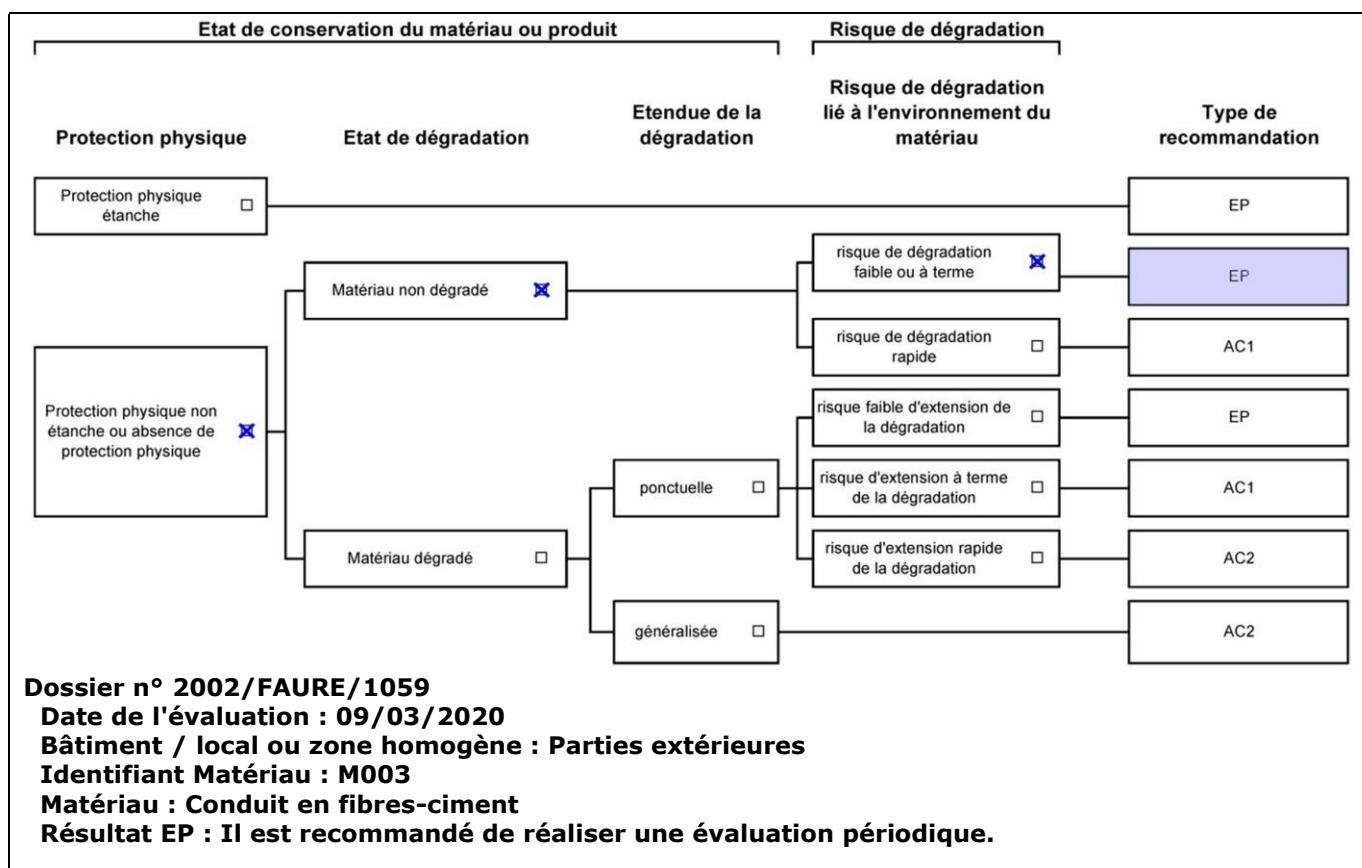 Etat de conservation du matériau ou produit
Risque de dégradation
Protection physique
Etat de dégradation
Etendue de la
dégradation
Risque de dégradation
lié à l'environnement du
matériau
Type de
recommandation
Protection physique
étanche
EP
Matériau non dégradé
risque de dégradation
faible ou à terme
EP
risque de dégradation
rapide
AC1
Protection physique non
étanche ou absence de
protection physique
risque faible d'extension de
la dégradation
EP
ponctuelle
risque d'extension à terme
de la dégradation
AC1
Matériau dégradé
risque d'extension rapide
de la dégradation
AC2
généralisée
AC2
Dossier n° 2002/FAURE/1059
Date de l'évaluation : 09/03/2020
Bâtiment / local ou zone homogène : Parties extérieures
Identifiant Matériau : M003
Matériau : Conduit en fibres-ciment
Résultat EP : Il est recommandé de réaliser une évaluation périodique.